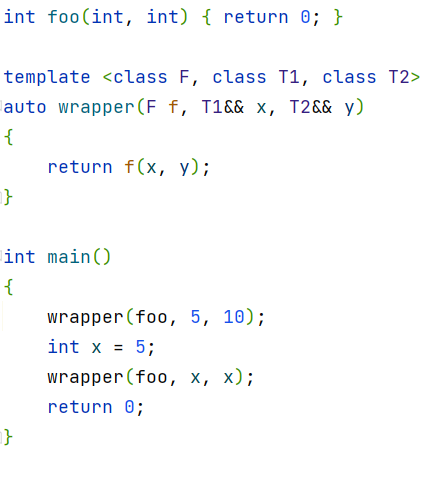 int foo(int, int) { return 0; }
template <class F, class T1, class T2>
auto wrapper(F f, T1&& x, T2&& y)
{
    return f(x, y);
}
int main()
{
    wrapper(foo, 5, 10);
    int x = 5;
    wrapper(foo, x, x);
    return 0;
}